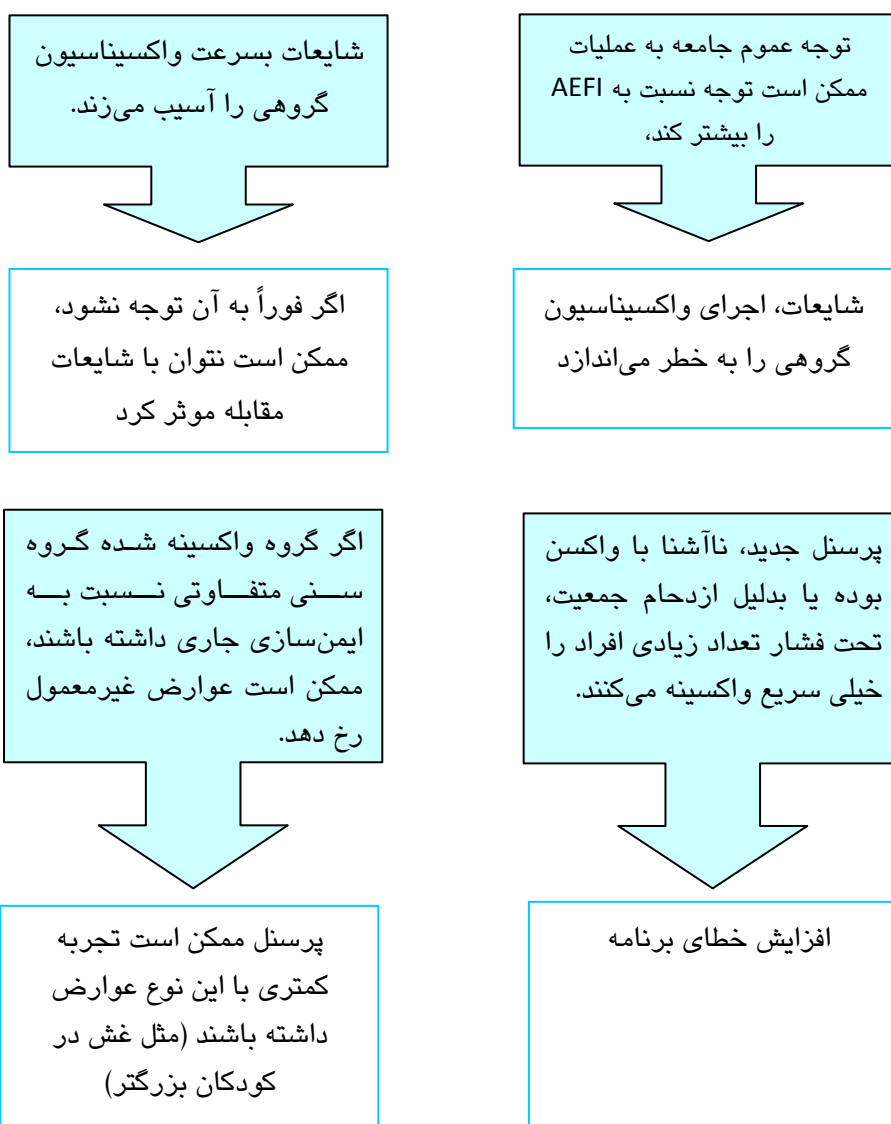 توجه عموم جامعه به عملیات
ممکن است توجه نسبت به AEFI
را بیشتر کند،
شایعات، اجرای واکسیناسیون
گروهی را به خطر می‌اندازد
شایعات بسرعت واکسیناسیون
گروهی را آسیب می‌زند.
اگر فوراً به آن توجه نشود،
ممکن است نتوان با شایعات
مقابله موثر کرد
پرسنل جدید، ناآشنا با واکسن
بوده یا بدلیل ازدحام جمعیت،
تحت فشار تعداد زیادی افراد را
خیلی سریع واکسینه می‌کنند.
افزایش خطای برنامه
اگر گروه واکسینه شده گروه
سنی متفاوتی نسبت به
ایمن‌سازی جاری داشته باشند،
ممکن است عوارض غیرمعمول
رخ دهد.
پرسنل ممکن است تجربه
کمتری با این نوع عوارض
داشته باشند (مثل غش در
کودکان بزرگتر)